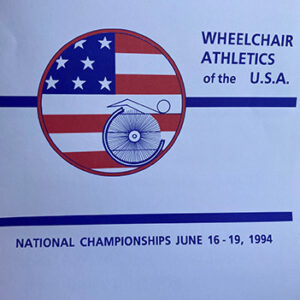 WHEELCHAIR
ATHLETICS
of the U.S.A.
NATIONAL CHAMPIONSHIPS JUNE 16 - 19, 1994